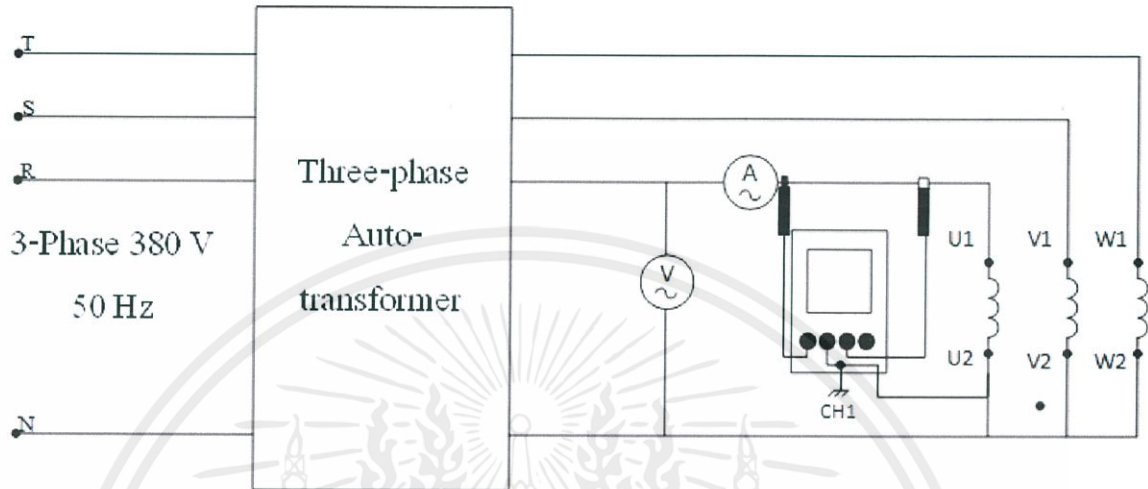 T
S
R
3-Phase 380 V
50 Hz
N
Three-phase
Auto-
transformer
A
V
CH1
U1
V1
W1
U2
V2
W2